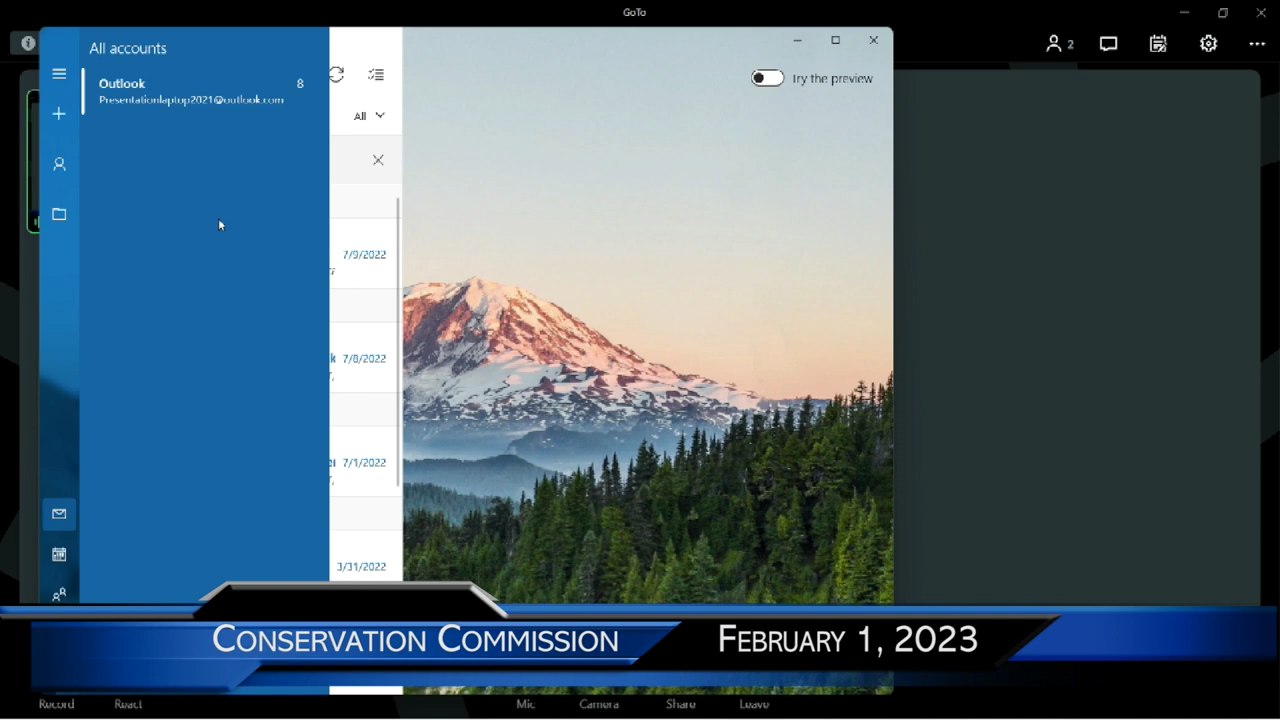 GoTo
All accounts
Outlook 8
Presentationlaptop2021@outlook.com
Try the preview
2
All
7/9/2022
k 7/8/2022
7/1/2022
3/31/2022
CONSERVATION COMMISSION
FEBRUARY 1, 2023
Record React Mic Camera Share Leave